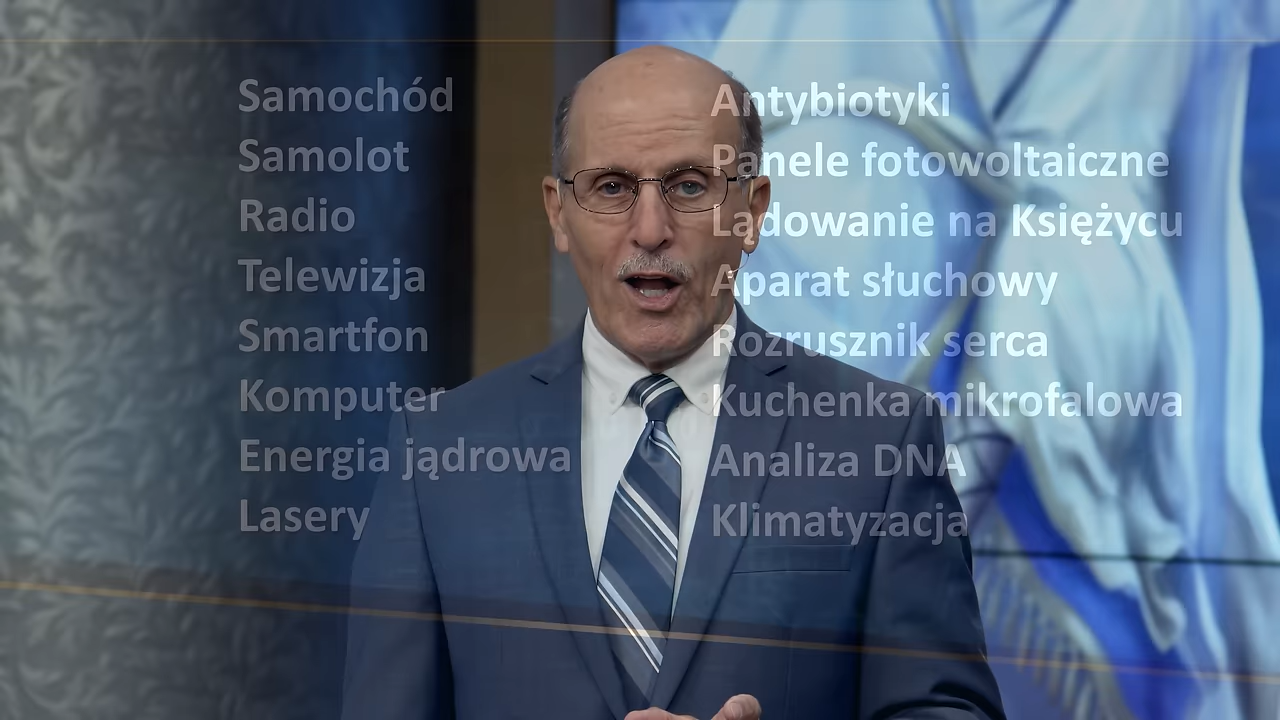 Samochód
Samolot
Radio
Telewizja
Smartfon
Komputer
Energia jądrowa
Lasery
Antybiotyki
Panele fotowoltaiczne
Lądowanie na Księżycu
Aparat słuchowy
Rozrusznik serca
Kuchenka mikrofalowa
Analiza DNA
Klimatyzacja